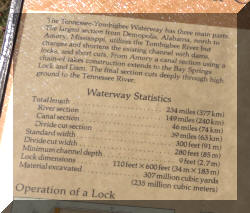 The Tennessee-Tombigbee Waterway has three main parts.
The largest section from Demopolis, Alabama, north to
Amory, Mississippi, utilizes the Tombigbee River but
changes and shortens the existing channel with dams,
locks, and short cuts. From Amory a canal section using a
chain-of-lakes construction extends to the Bay Springs
Lock and Dam. The final section cuts deeply through high
ground to the Tennessee River.
Waterway Statistics
Total length 234 miles (377 km)
River section 149 miles (240 km)
Canal section 46 miles (74 km)
Divide cut section 39 miles (63 km)
Standard width 300 feet (91 m)
Divide cut width 280 feet (85 m)
Minimum channel depth 9 feet (2.7 m)
Lock dimensions 110 feet × 600 feet (34 m × 183 m)
Material excavated 307 million cubic yards
(235 million cubic meters)
Operation of a Lock